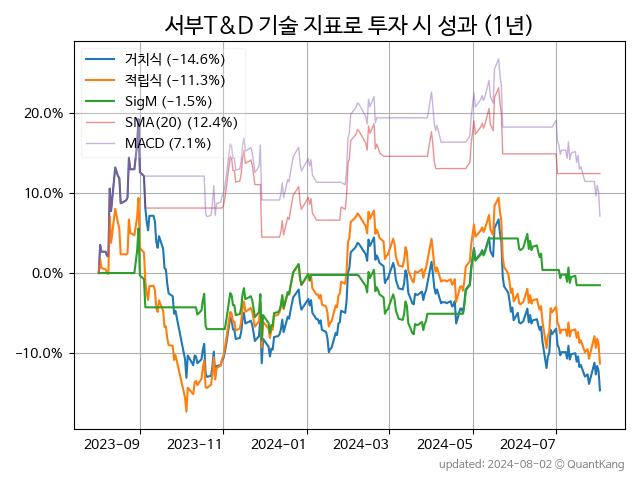 서부T&D 기술 지표로 투자 시 성과 (1년)
거치식 (−14.6%)
적립식 (−11.3%)
SigM (−1.5%)
SMA(20) (12.4%)
MACD (7.1%)
20.0%
10.0%
0.0%
−10.0%
2023-09 2023-11 2024-01 2024-03 2024-05 2024-07
updated: 2024-08-02 © QuantKang